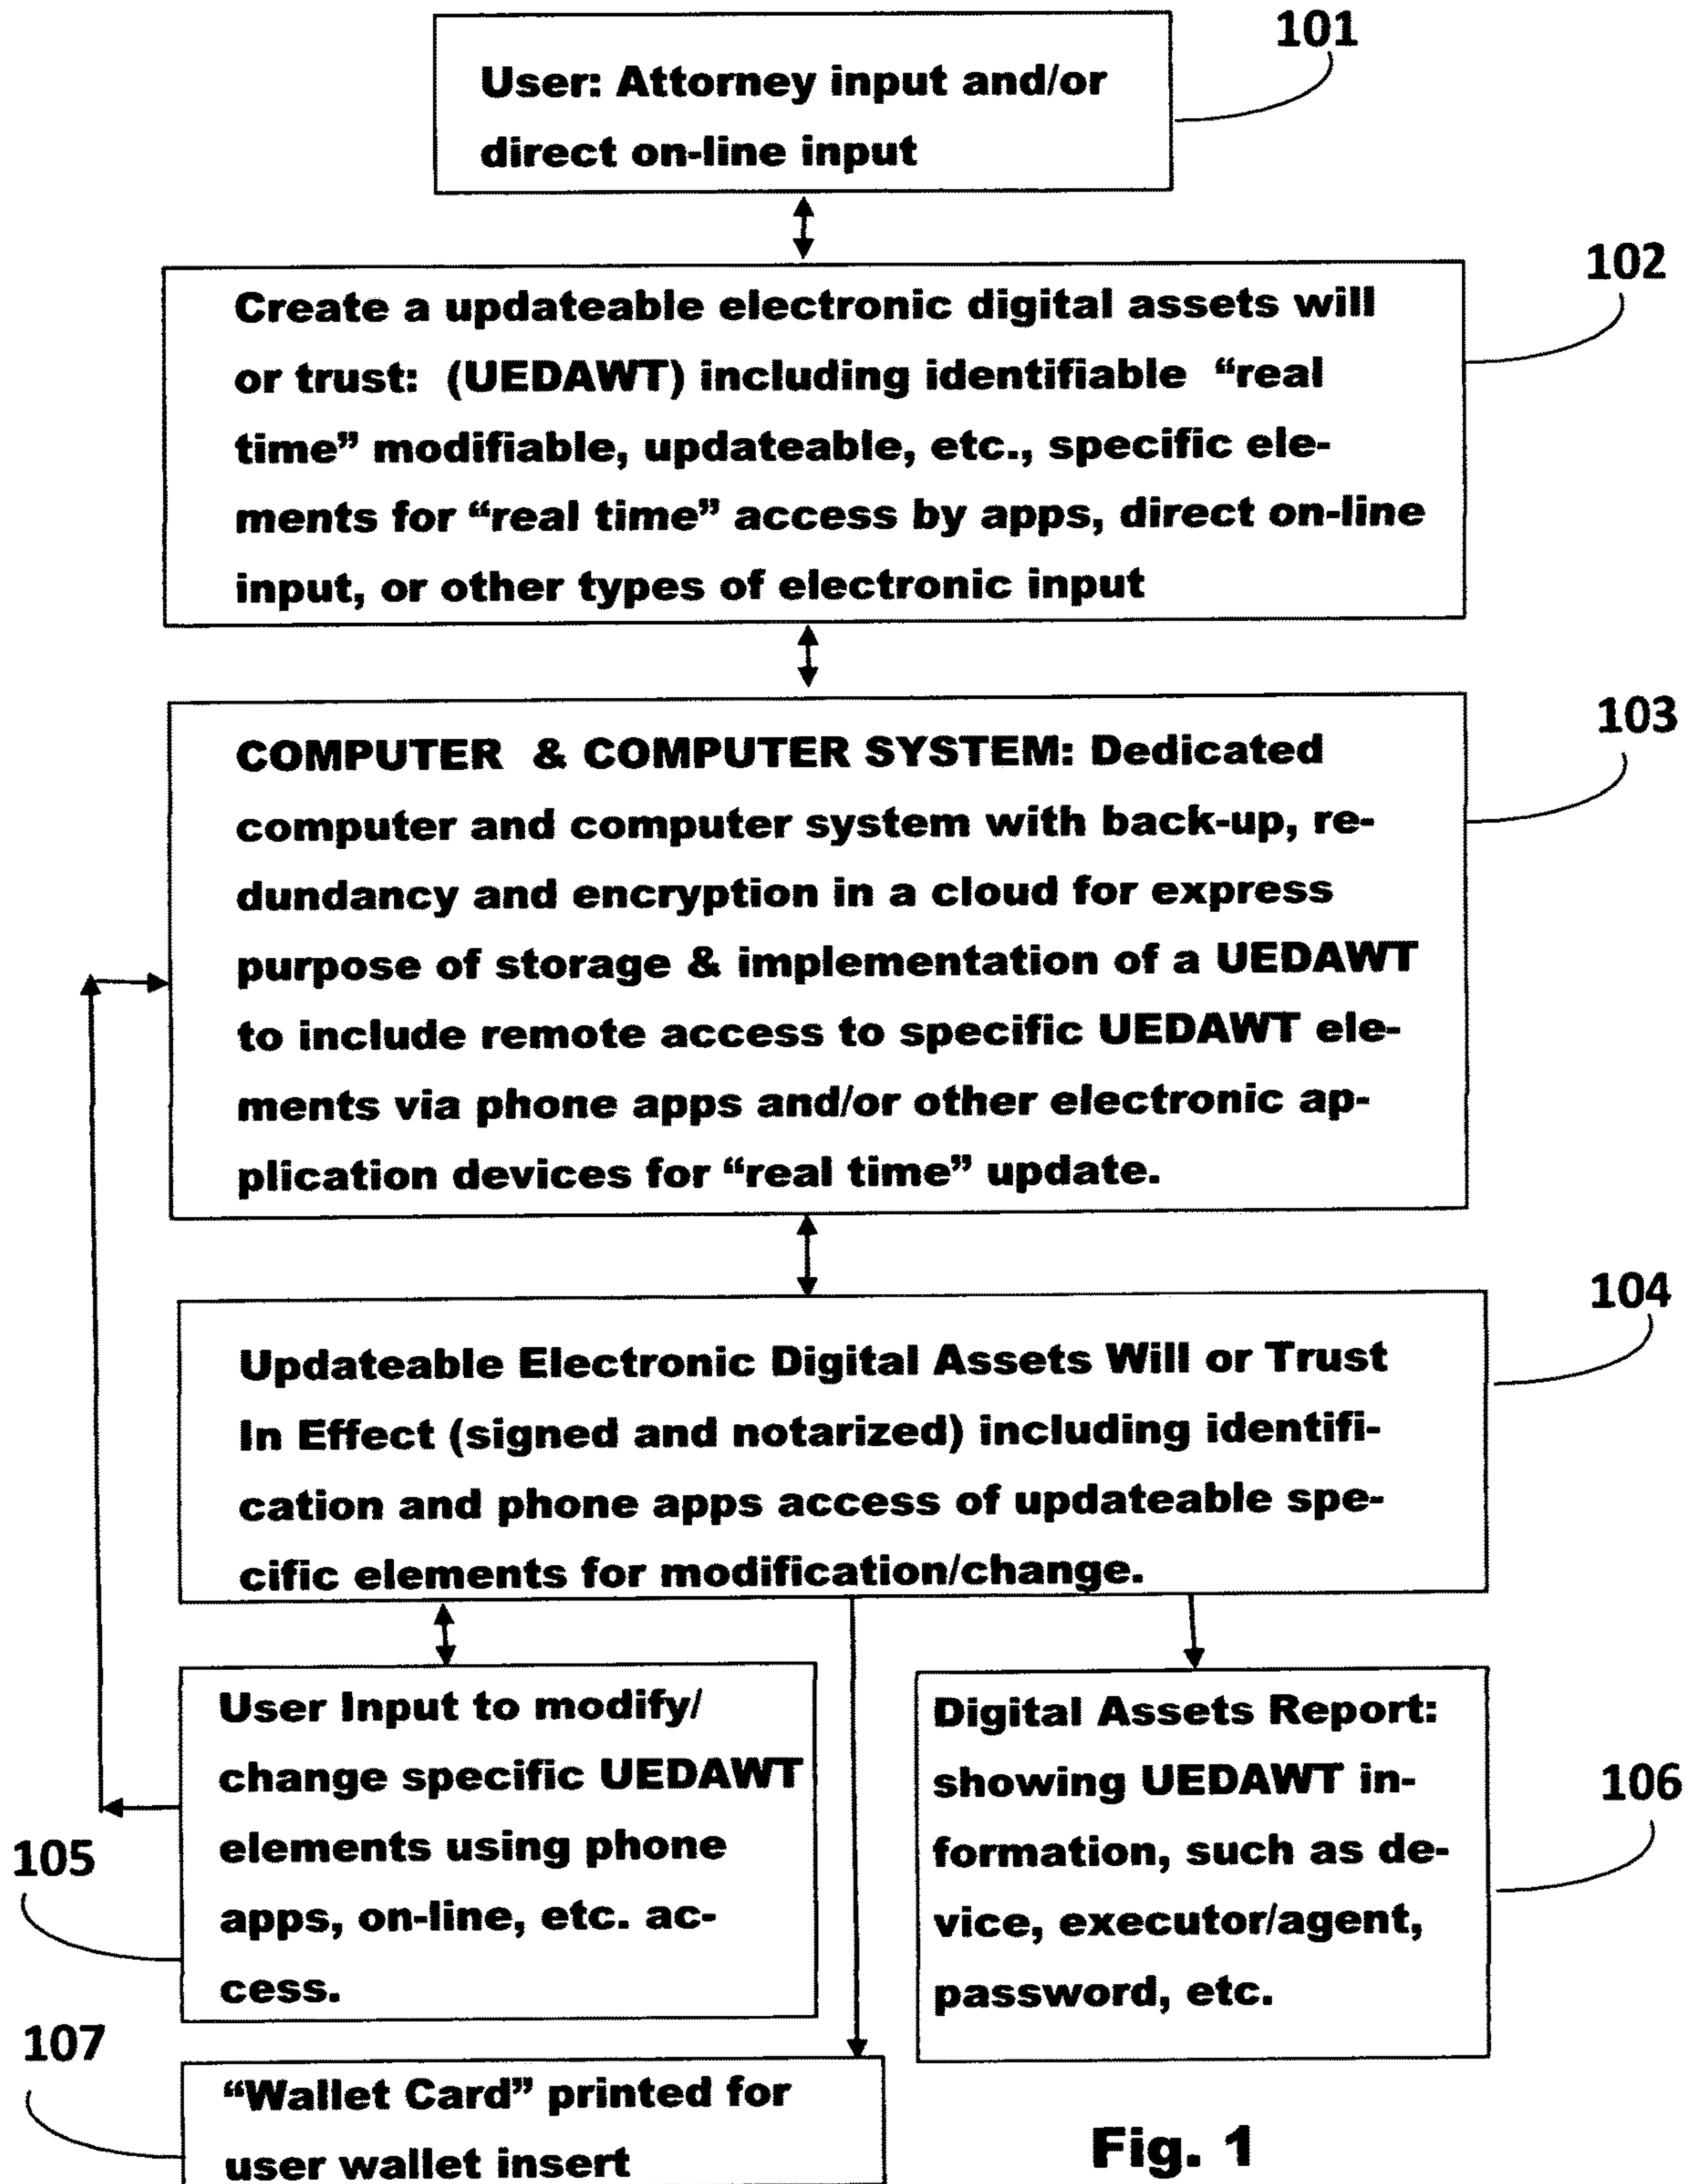 101
User: Attorney input and/or
direct on-line input
102
Create a updateable electronic digital assets will
or trust:  (UEDAWT) including identifiable  “real
time” modifiable, updateable, etc., specific ele-
ments for “real time” access by apps, direct on-line
input, or other types of electronic input
103
COMPUTER  & COMPUTER SYSTEM: Dedicated
computer and computer system with back-up, re-
dundancy and encryption in a cloud for express
purpose of storage & implementation of a UEDAWT
to include remote access to specific UEDAWT ele-
ments via phone apps and/or other electronic ap-
plication devices for “real time” update.
104
Updateable Electronic Digital Assets Will or Trust
In Effect (signed and notarized) including identifi-
cation and phone apps access of updateable spe-
cific elements for modification/change.
105
User Input to modify/
change specific UEDAWT
elements using phone
apps, on-line, etc. ac-
cess.
106
Digital Assets Report:
showing UEDAWT in-
formation, such as de-
vice, executor/agent,
password, etc.
107
“Wallet Card” printed for
user wallet insert
Fig. 1